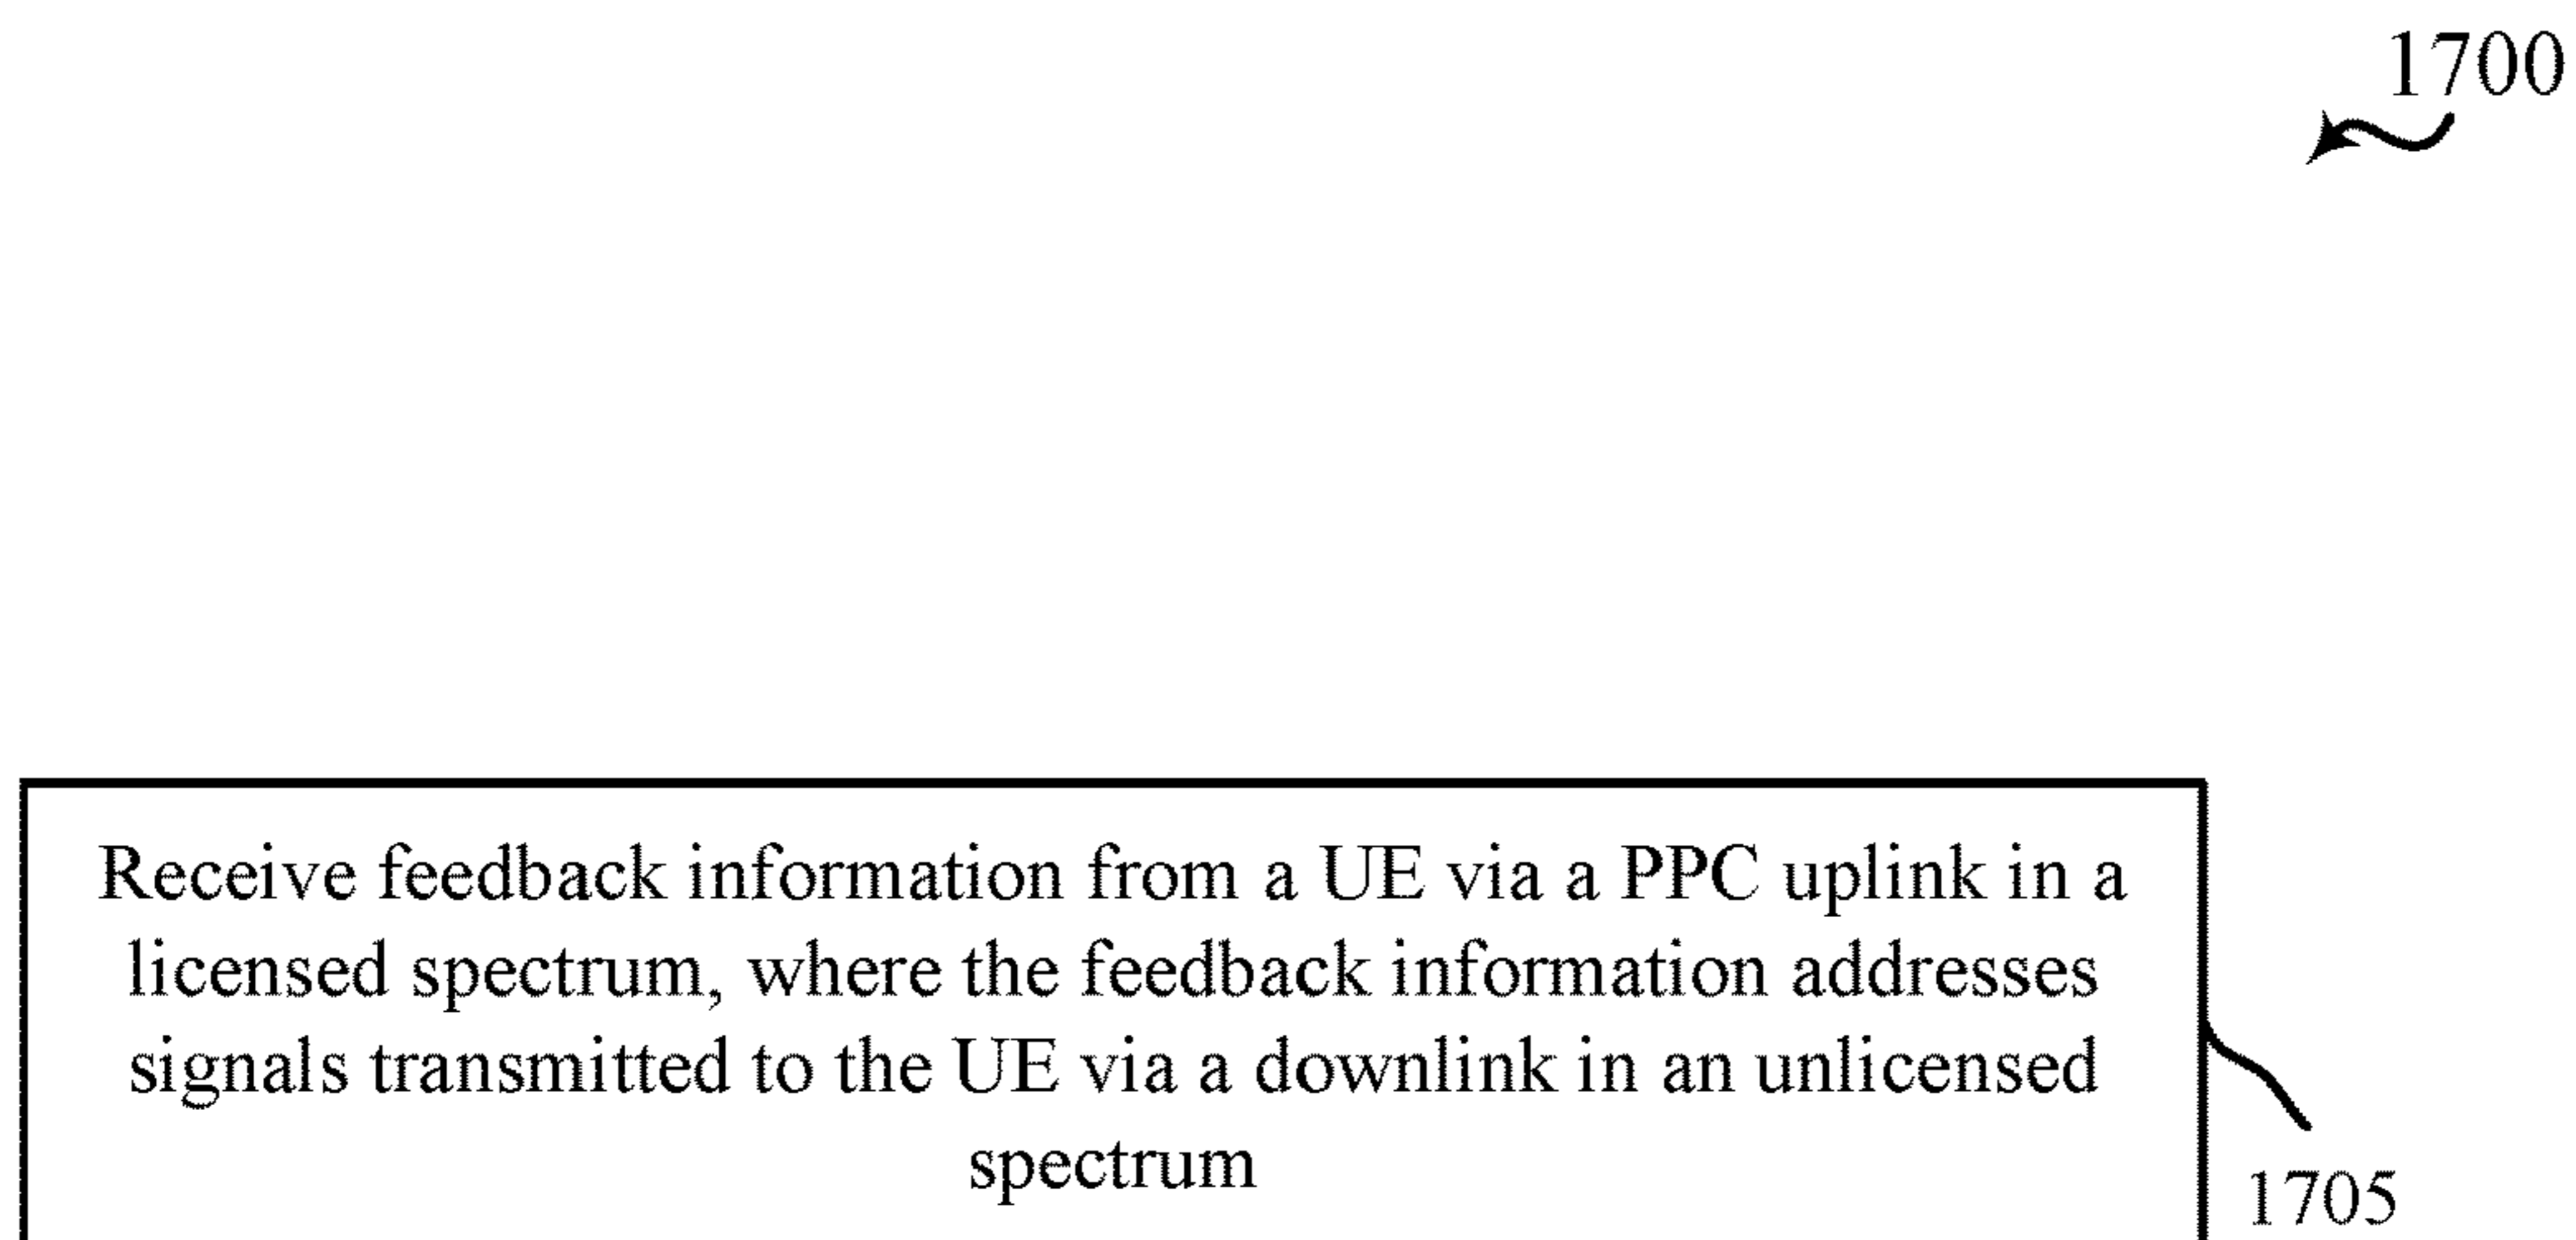 1700
Receive feedback information from a UE via a PPC uplink in a
licensed spectrum, where the feedback information addresses
signals transmitted to the UE via a downlink in an unlicensed
spectrum
1705